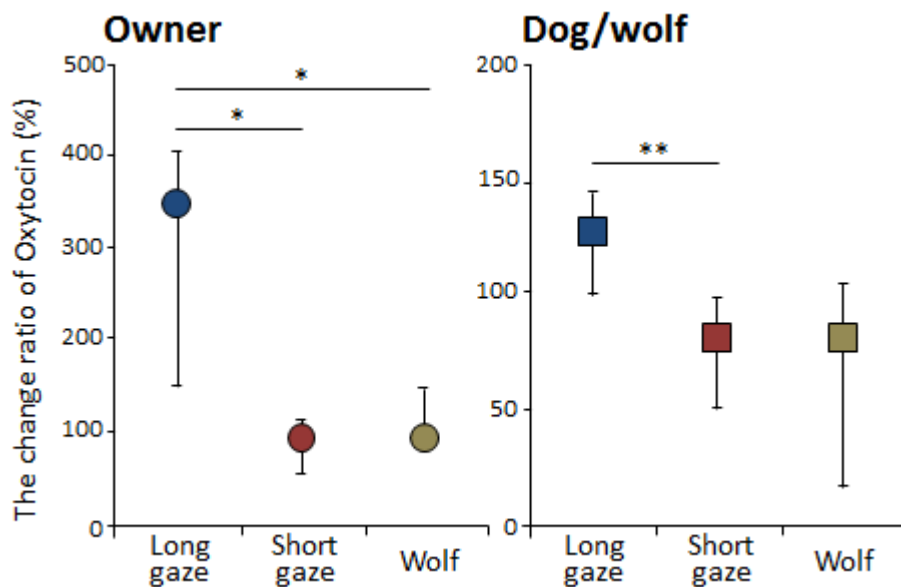 Owner
Dog/wolf
The change ratio of Oxytocin (%)
500
400
300
200
100
0
*
*
Long
gaze
Short
gaze
Wolf
200
150
100
50
0
**
Long
gaze
Short
gaze
Wolf